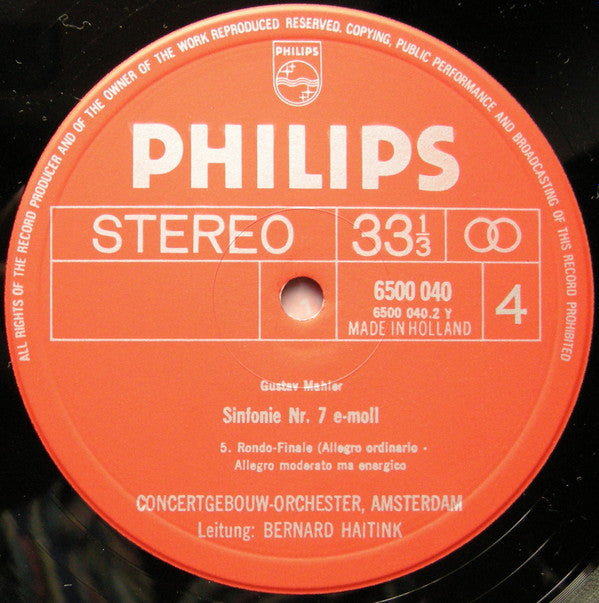 ALL RIGHTS OF THE RECORD PRODUCER AND OF THE OWNER OF THE WORK REPRODUCED RESERVED. COPYING, PUBLIC PERFORMANCE AND BROADCASTING OF THIS RECORD PROHIBITED
PHILIPS
PHILIPS
STEREO 33 1/3
6500 040
6500 040.2 Y
MADE IN HOLLAND
4
Gustav Mahler
Sinfonie Nr. 7 e-moll
5. Rondo-Finale (Allegro ordinario -
Allegro moderato ma energico
CONCERTGEBOUW-ORCHESTER, AMSTERDAM
Leitung: BERNARD HAITINK